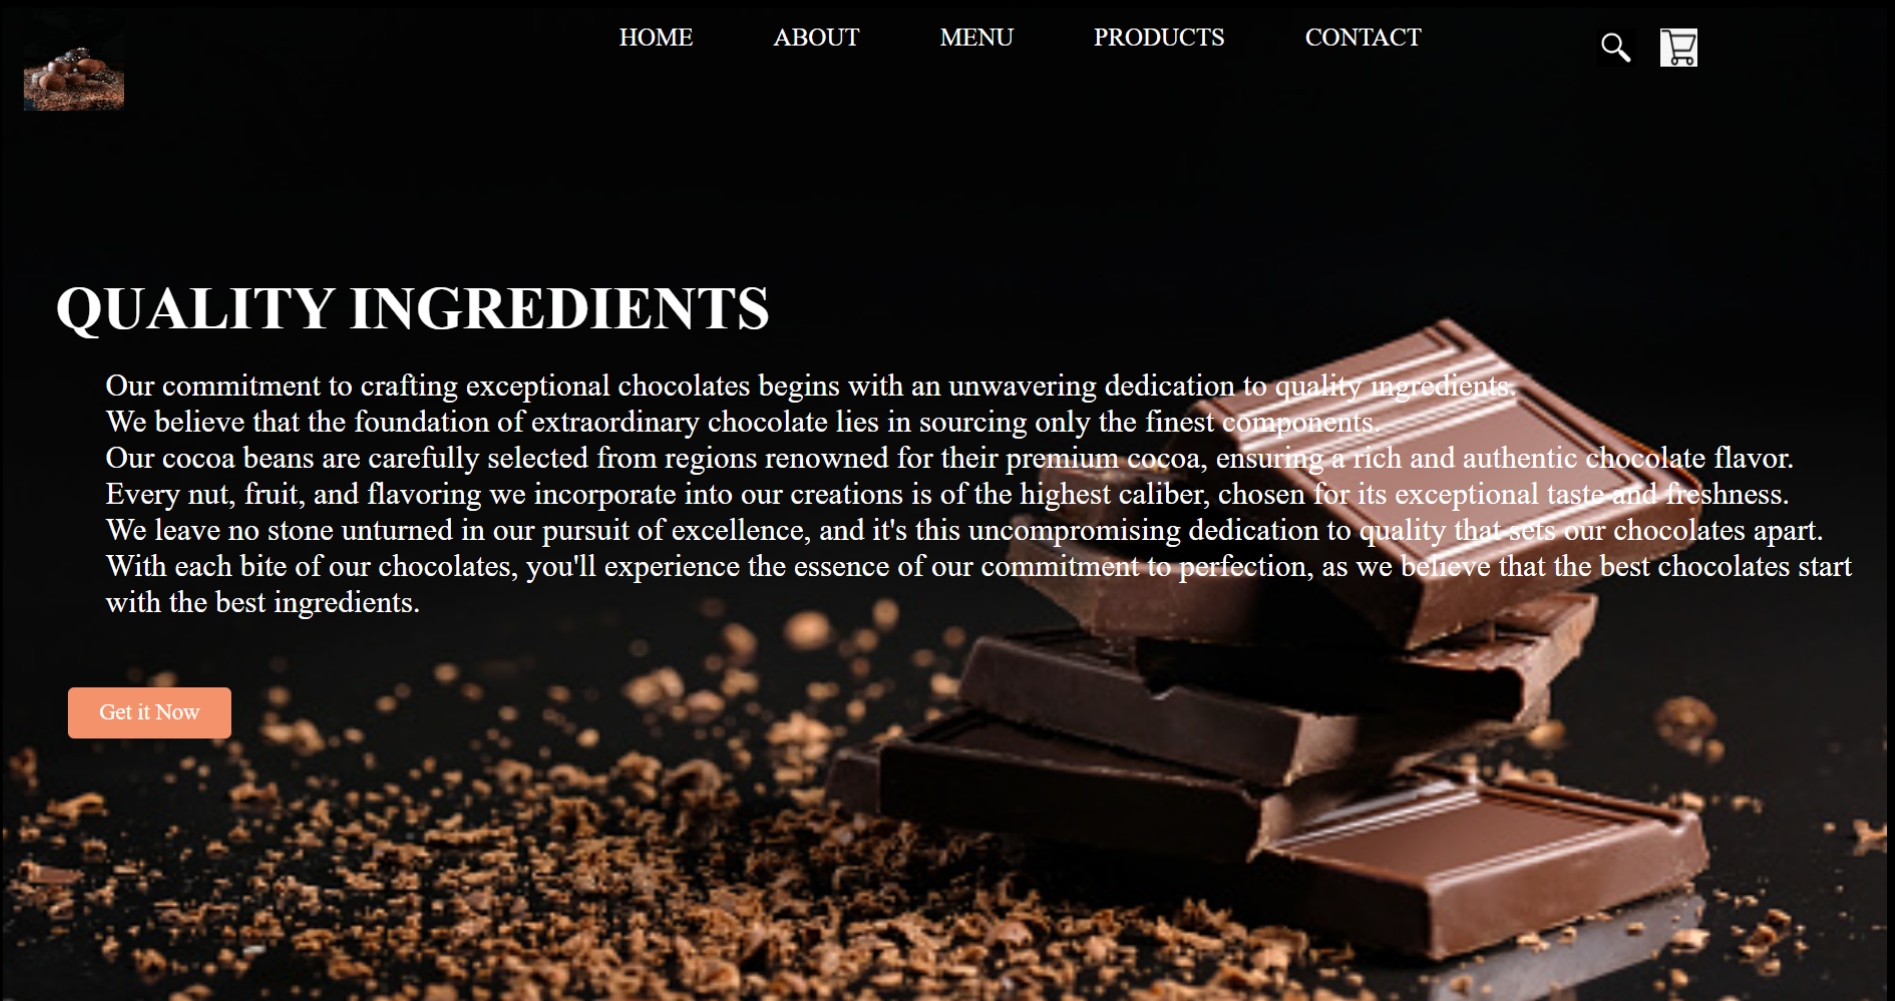 HOME ABOUT MENU PRODUCTS CONTACT
QUALITY INGREDIENTS
Our commitment to crafting exceptional chocolates begins with an unwavering dedication to quality ingredients.
We believe that the foundation of extraordinary chocolate lies in sourcing only the finest components.
Our cocoa beans are carefully selected from regions renowned for their premium cocoa, ensuring a rich and authentic chocolate flavor.
Every nut, fruit, and flavoring we incorporate into our creations is of the highest caliber, chosen for its exceptional taste and freshness.
We leave no stone unturned in our pursuit of excellence, and it's this uncompromising dedication to quality that sets our chocolates apart.
With each bite of our chocolates, you'll experience the essence of our commitment to perfection, as we believe that the best chocolates start
with the best ingredients.
Get it Now